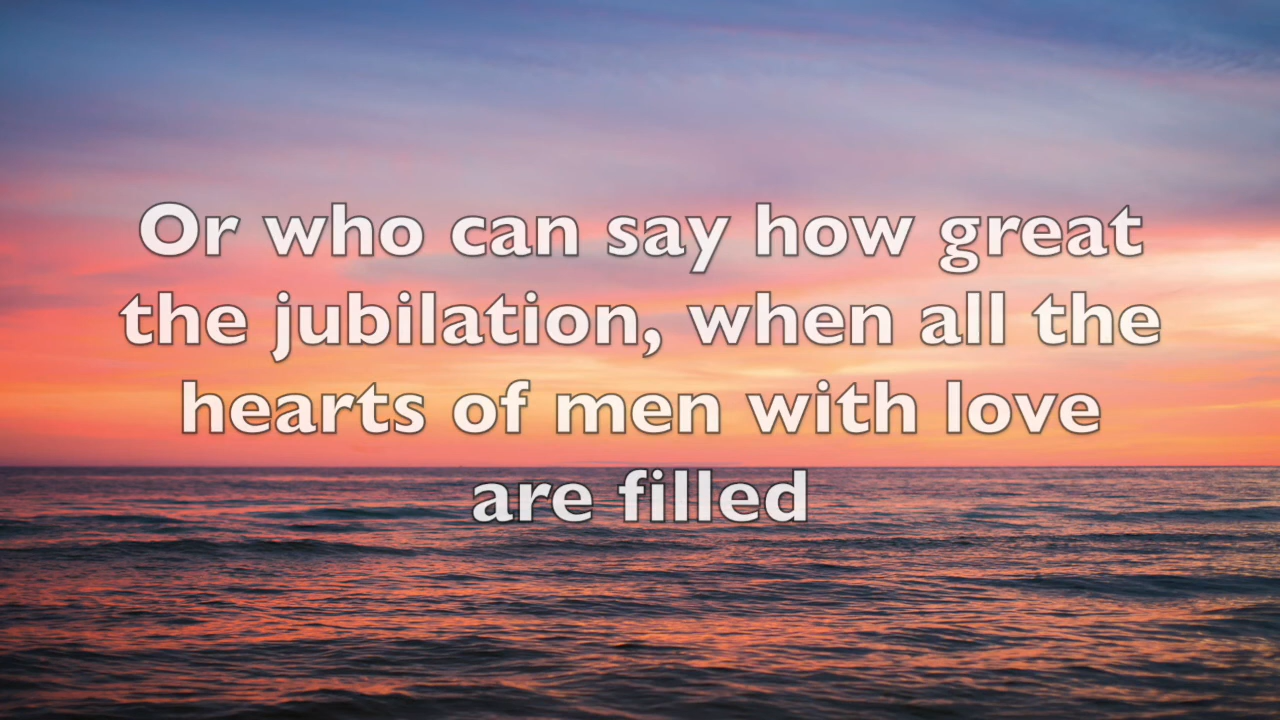 Or who can say how great
the jubilation, when all the
hearts of men with love
are filled